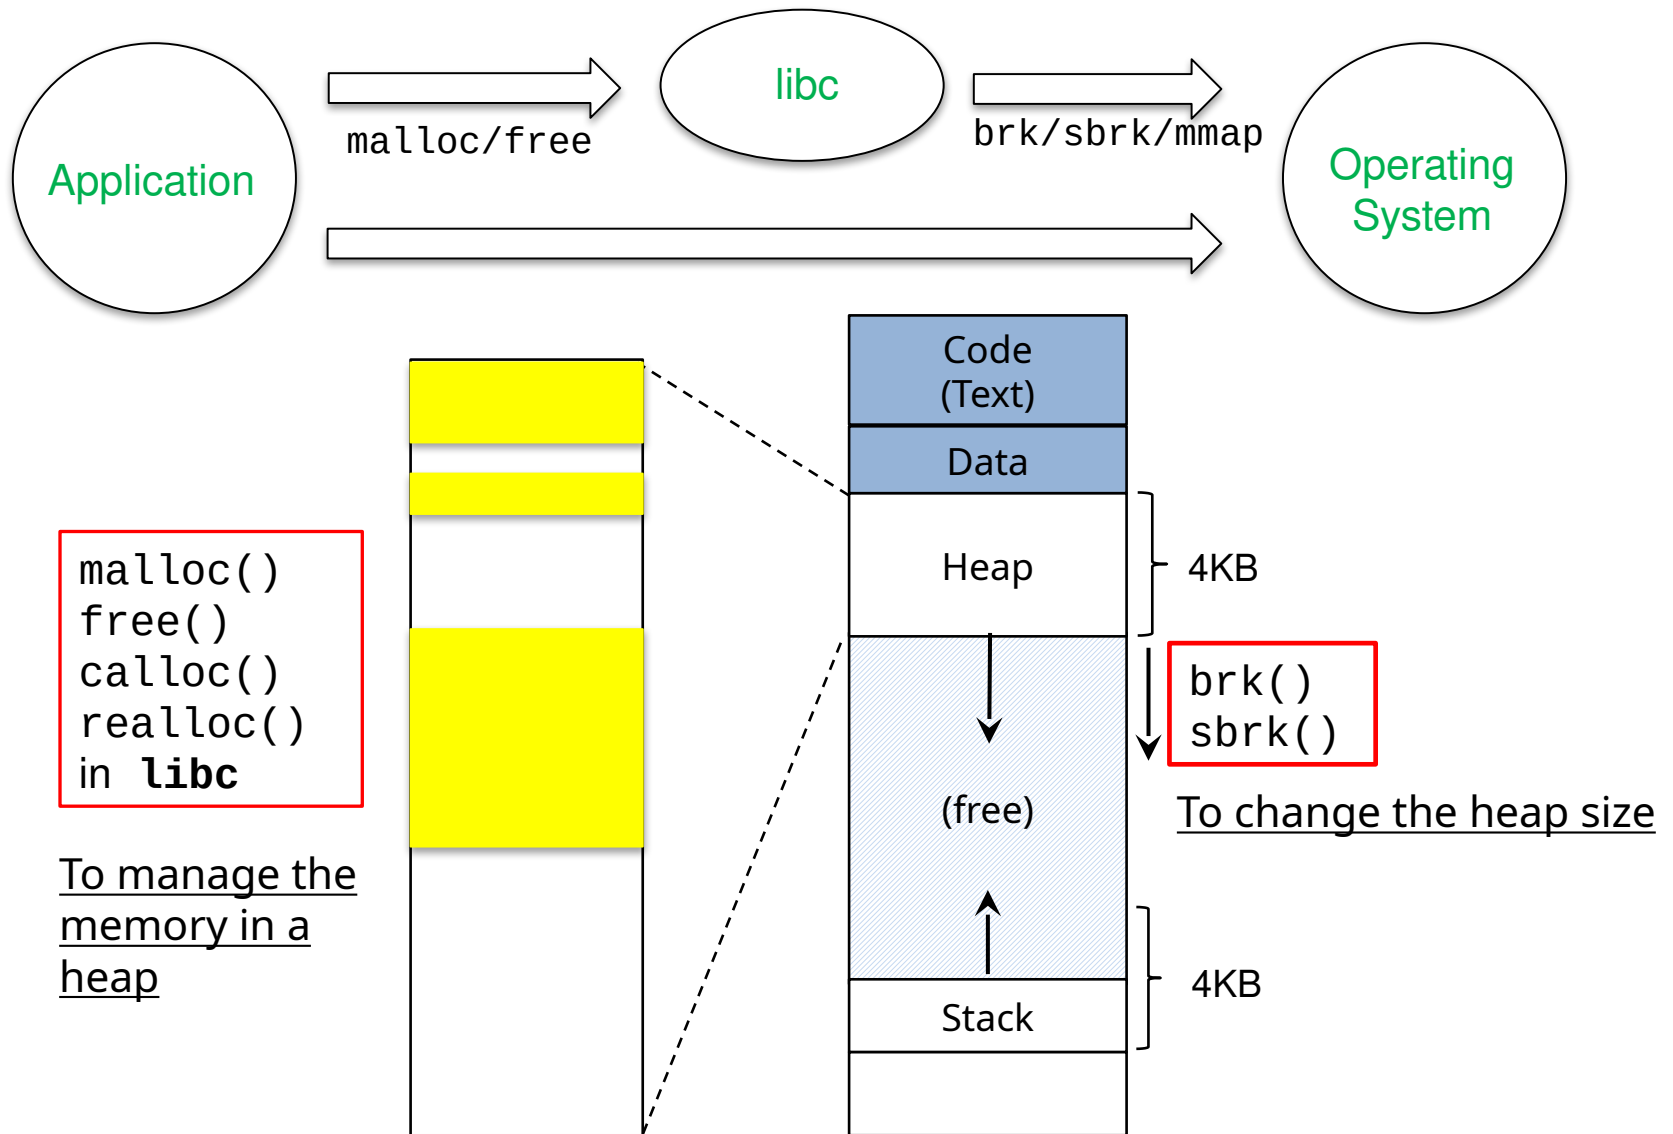 Application
malloc/free
libc
brk/sbrk/mmap
Operating
System
Code
(Text)
Data
Heap
4KB
malloc()
free()
calloc()
realloc()
in libc
To manage the
memory in a
heap
brk()
sbrk()
To change the heap size
(free)
Stack
4KB